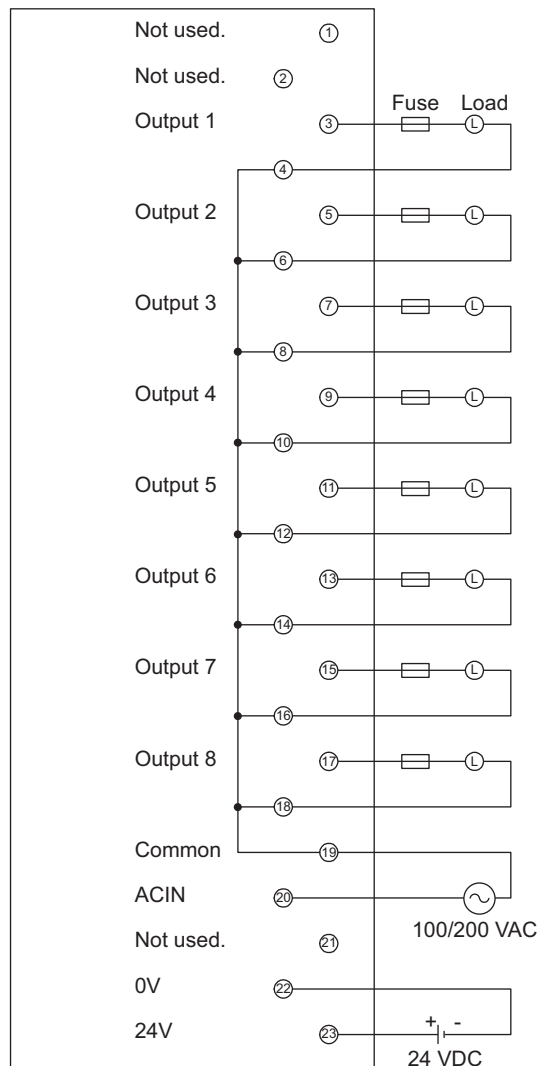 Not used. 1
Not used. 2
Fuse Load
Output 1 3 L
4
Output 2 5 L
6
Output 3 7 L
8
Output 4 9 L
10
Output 5 11 L
12
Output 6 13 L
14
Output 7 15 L
16
Output 8 17 L
18
Common 19
ACIN 20
100/200 VAC
Not used. 21
0V 22
24V 23 + -
24 VDC